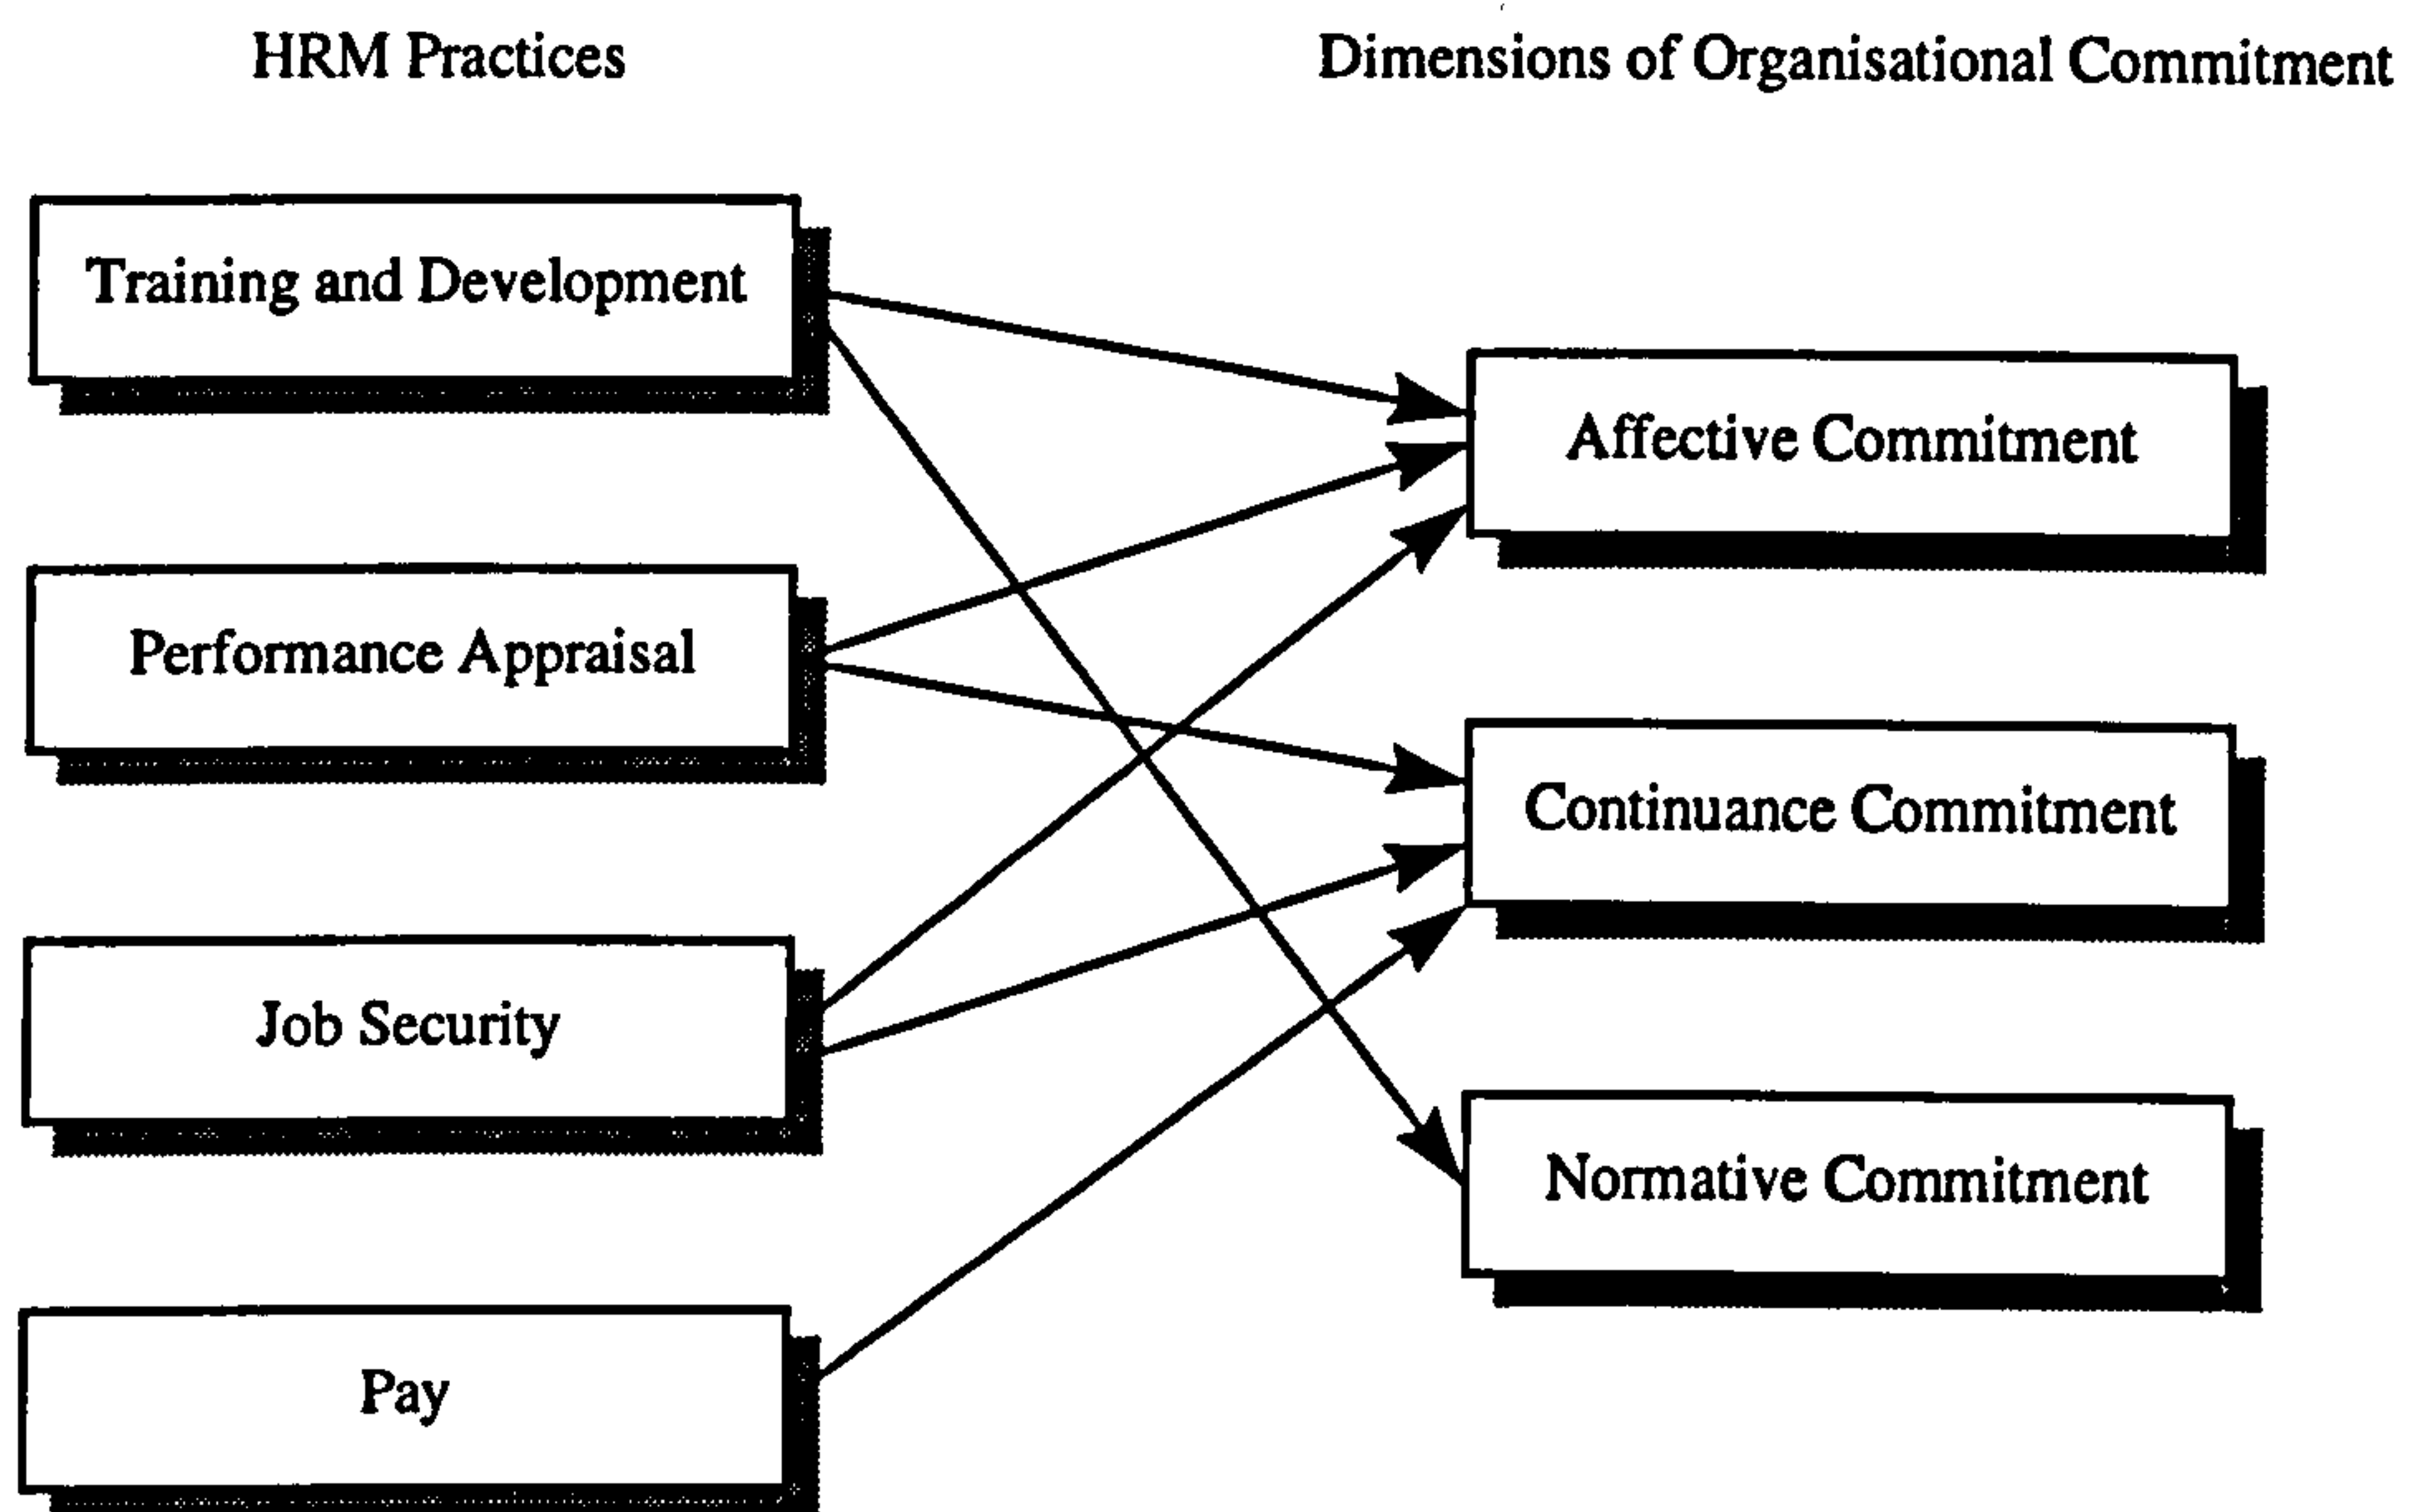 HRM Practices
Dimensions of Organisational Commitment
Training and Development
Affective Commitment
Performance Appraisal
Continuance Commitment
Job Security
Normative Commitment
Pay